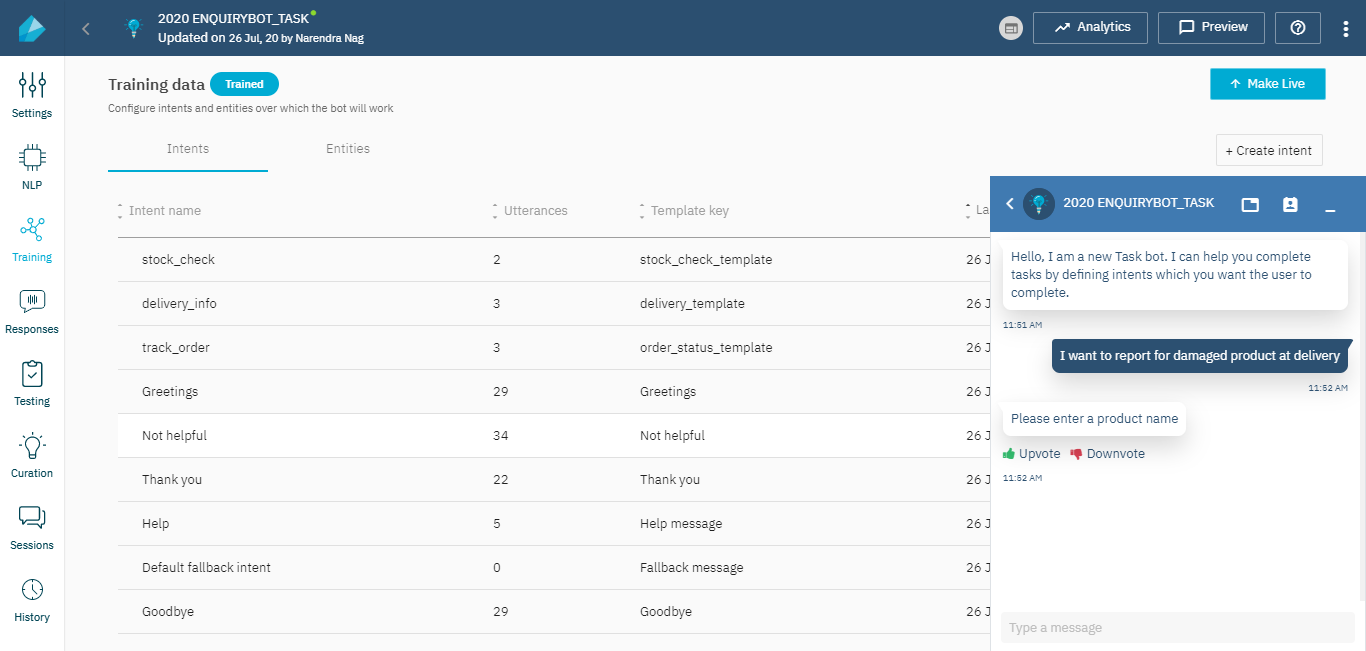 2020 ENQUIRYBOT_TASK
Updated on 26 Jul, 20 by Narendra Nag
Analytics
Preview
Settings
NLP
Training
Responses
Testing
Curation
Sessions
History
Training data Trained
Configure intents and entities over which the bot will work
Make Live
Intents Entities
+ Create intent
Intent name Utterances Template key La
stock_check 2 stock_check_template 26 J
delivery_info 3 delivery_template 26 J
track_order 3 order_status_template 26 J
Greetings 29 Greetings 26 J
Not helpful 34 Not helpful 26 J
Thank you 22 Thank you 26 J
Help 5 Help message 26 J
Default fallback intent 0 Fallback message 26 J
Goodbye 29 Goodbye 26 J
2020 ENQUIRYBOT_TASK
Hello, I am a new Task bot. I can help you complete
tasks by defining intents which you want the user to
complete.
11:51 AM
I want to report for damaged product at delivery
11:52 AM
Please enter a product name
Upvote Downvote
11:52 AM
Type a message